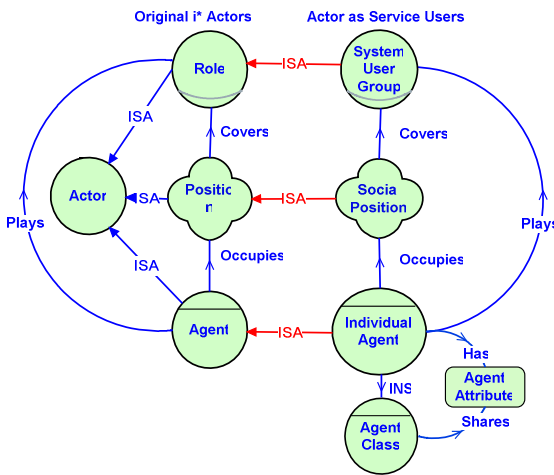 Original i* Actors
Actor as Service Users
Role
ISA
System
User
Group
ISA
Covers
Covers
Actor
ISA
Positio
n
ISA
Socia
Position
Plays
Plays
ISA
Occupies
Occupies
Agent
ISA
Individual
Agent
Has
Agent
Attribute
INS
Shares
Agent
Class